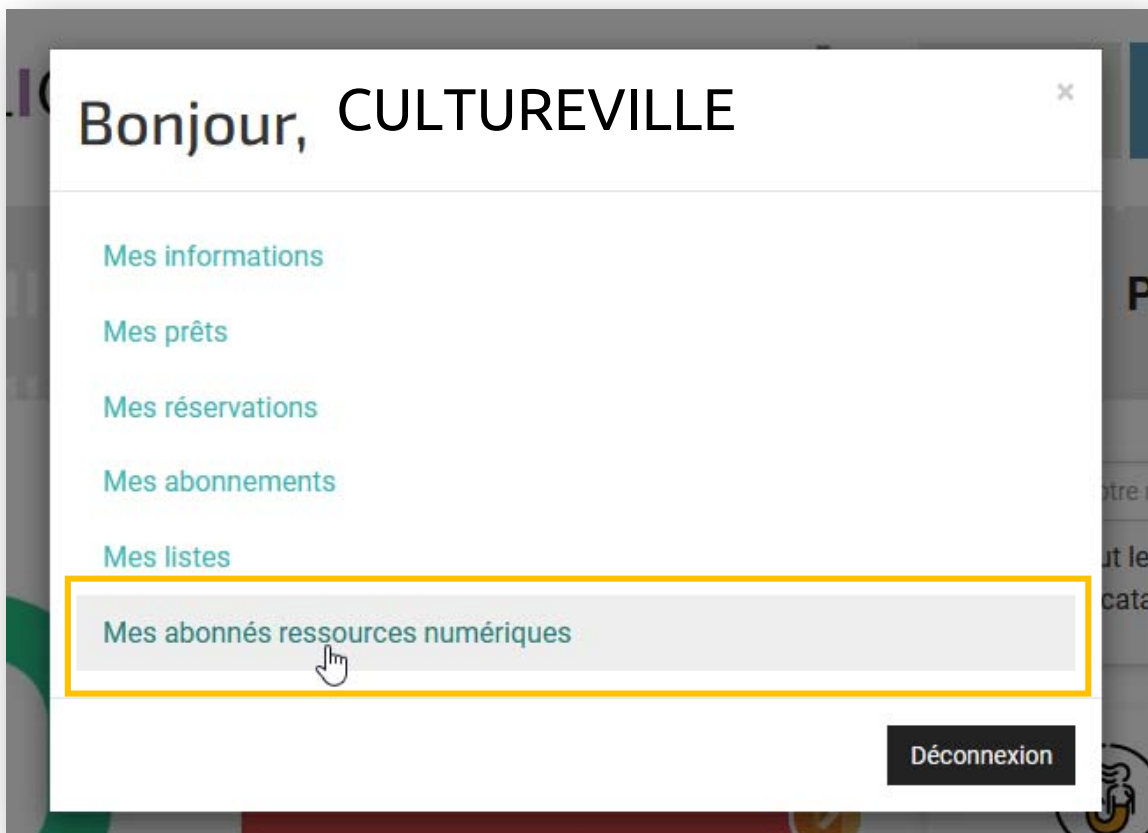 Bonjour, CULTUREVILLE
×
Mes informations
Mes prêts
Mes réservations
Mes abonnements
Mes listes
Mes abonnés ressources numériques
Déconnexion